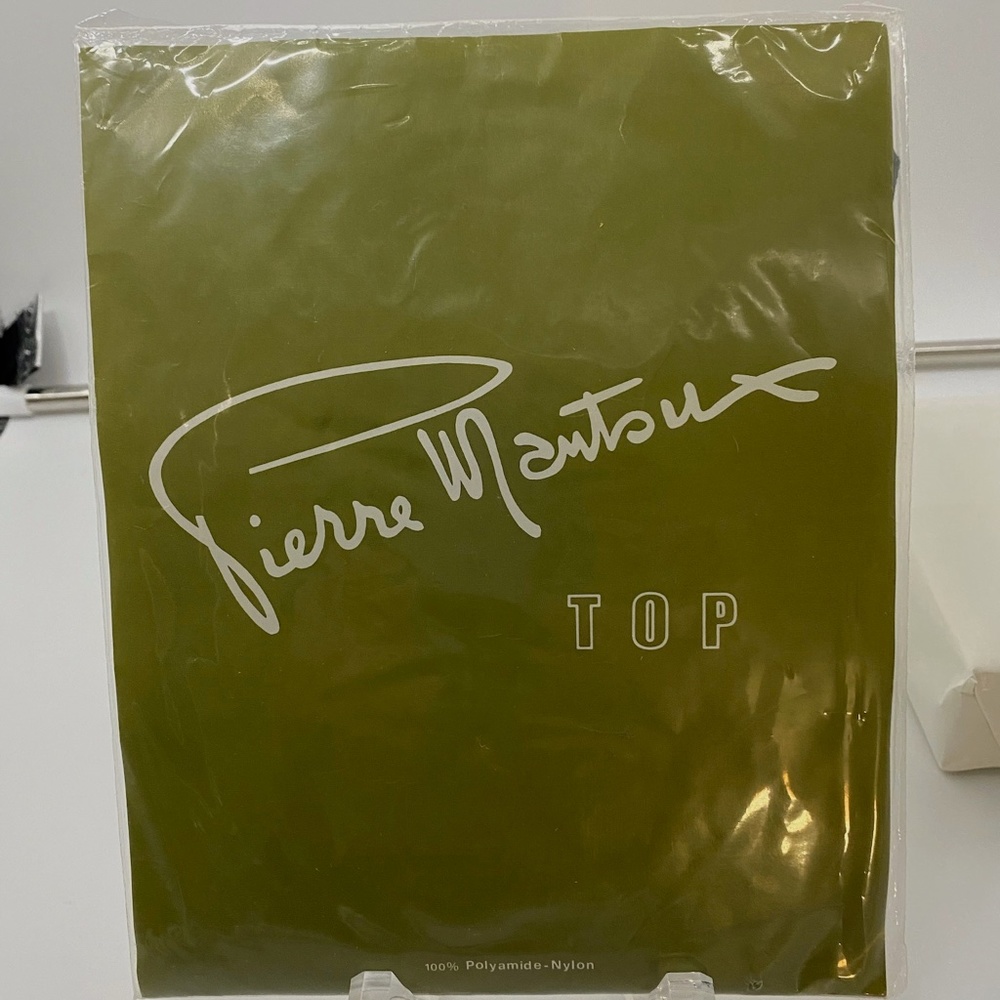 Pierre Mantoux
TOP
100% Polyamide-Nylon